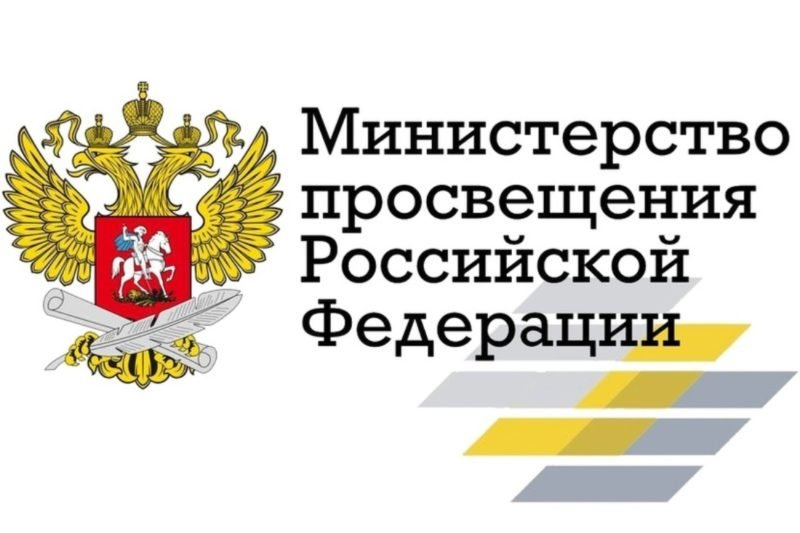 Министерство
просвещения
Российской
Федерации